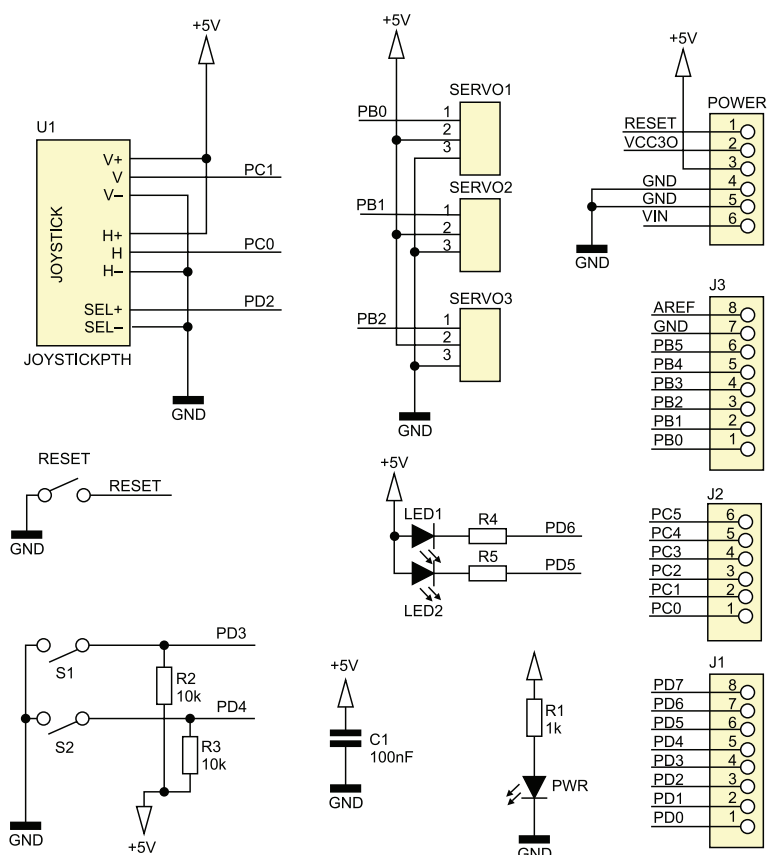 +5V
U1
JOYSTICK
V+
V
V–
H+
H
H–
SEL+
SEL–
PC1
PC0
PD2
JOYSTICKPTH
GND
+5V
SERVO1
PB0
1
2
3
SERVO2
PB1
1
2
3
SERVO3
PB2
1
2
3
GND
+5V
POWER
RESET 1
VCC3O 2
3
GND 4
GND 5
VIN 6
GND
J3
AREF 8
GND 7
PB5 6
PB4 5
PB3 4
PB2 3
PB1 2
PB0 1
RESET
RESET
GND
+5V
LED1
R4
PD6
R5
PD5
LED2
J2
PC5 6
PC4 5
PC3 4
PC2 3
PC1 2
PC0 1
PD3
S1
R2
10k
PD4
S2
R3
10k
GND
+5V
+5V
C1
100nF
GND
R1
1k
PWR
GND
J1
PD7 8
PD6 7
PD5 6
PD4 5
PD3 4
PD2 3
PD1 2
PD0 1